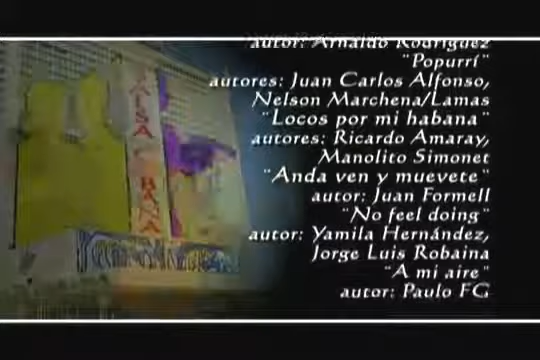 autor: Arnaldo Rodríguez
"Popurrí"
autores: Juan Carlos Alfonso,
Nelson Marchena/Lamas
"Locos por mi habana"
autores: Ricardo Amaray,
Manolito Simonet
"Anda ven y muevete"
autor: Juan Formell
"No feel doing"
autor: Yamila Hernández,
Jorge Luis Robaina
"A mi aire"
autor: Paulo FG